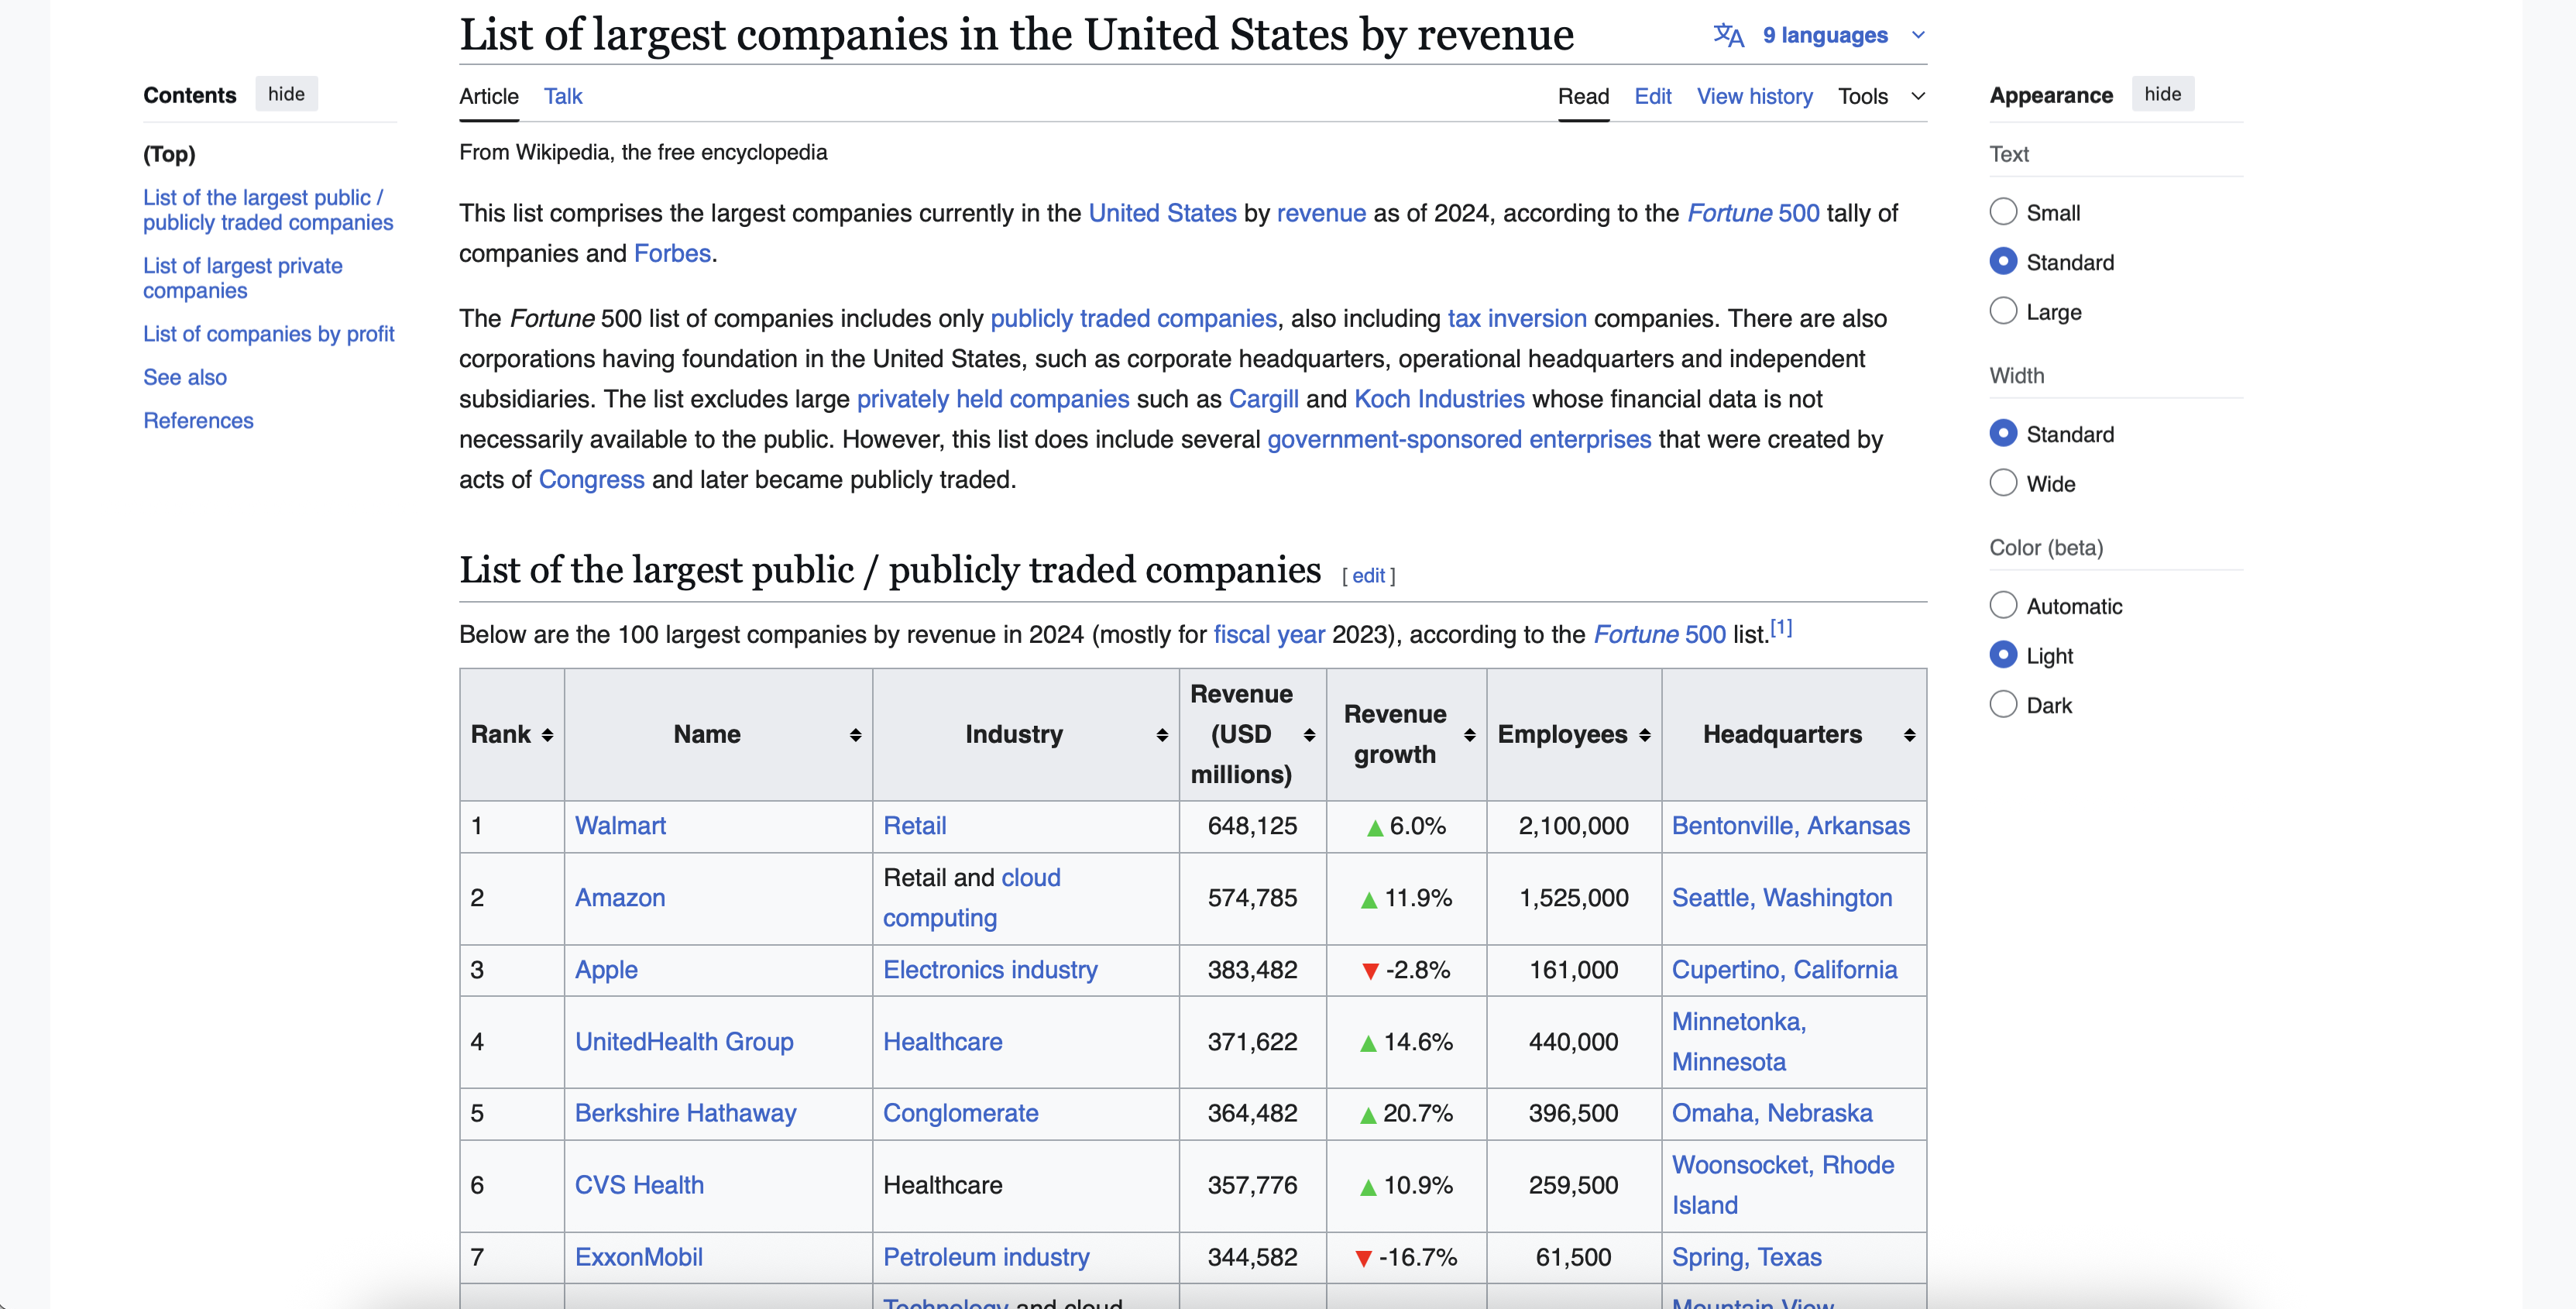 List of largest companies in the United States by revenue
9 languages
Contents hide
(Top)
List of the largest public /
publicly traded companies
List of largest private
companies
List of companies by profit
See also
References
Article Talk
Read Edit View history Tools
From Wikipedia, the free encyclopedia
This list comprises the largest companies currently in the United States by revenue as of 2024, according to the Fortune 500 tally of
companies and Forbes.
The Fortune 500 list of companies includes only publicly traded companies, also including tax inversion companies. There are also
corporations having foundation in the United States, such as corporate headquarters, operational headquarters and independent
subsidiaries. The list excludes large privately held companies such as Cargill and Koch Industries whose financial data is not
necessarily available to the public. However, this list does include several government-sponsored enterprises that were created by
acts of Congress and later became publicly traded.
List of the largest public / publicly traded companies [ edit ]
Below are the 100 largest companies by revenue in 2024 (mostly for fiscal year 2023), according to the Fortune 500 list.[1]
Rank Name Industry Revenue (USD millions) Revenue growth Employees Headquarters
1 Walmart Retail 648,125 ▲ 6.0% 2,100,000 Bentonville, Arkansas
2 Amazon Retail and cloud computing 574,785 ▲ 11.9% 1,525,000 Seattle, Washington
3 Apple Electronics industry 383,482 ▼ -2.8% 161,000 Cupertino, California
4 UnitedHealth Group Healthcare 371,622 ▲ 14.6% 440,000 Minnetonka, Minnesota
5 Berkshire Hathaway Conglomerate 364,482 ▲ 20.7% 396,500 Omaha, Nebraska
6 CVS Health Healthcare 357,776 ▲ 10.9% 259,500 Woonsocket, Rhode Island
7 ExxonMobil Petroleum industry 344,582 ▼ -16.7% 61,500 Spring, Texas
Technology and cloud Mountain View
Appearance hide
Text
Small
Standard
Large
Width
Standard
Wide
Color (beta)
Automatic
Light
Dark